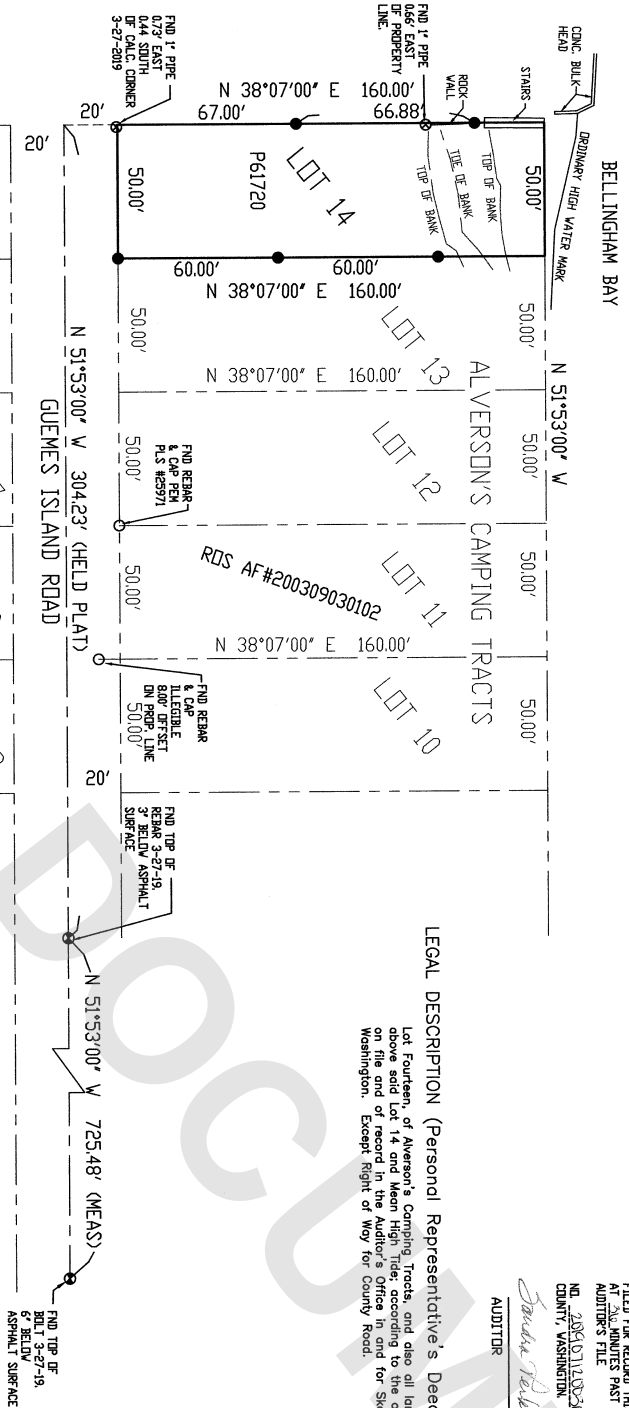 BELLINGHAM BAY
CONC. BULK-
HEAD
ORDINARY HIGH WATER MARK
STAIRS
ROCK
WALL
TOP OF BANK
TOE OF BANK
TOP OF BANK
FND 1" PIPE
0.66' EAST
OF PROPERTY
LINE.
N 38°07'00" E 160.00'
67.00'
66.88'
FND 1" PIPE
0.73' EAST
0.44 SOUTH
OF CALC. CORNER
3-27-2019
20'
20'
50.00'
50.00'
P61720
LOT 14
60.00'
60.00'
N 38°07'00" E 160.00'
N 51°53'00" W
50.00'
50.00'
50.00'
50.00'
ALVERSON'S CAMPING TRACTS
LOT 13
LOT 12
LOT 11
LOT 10
N 38°07'00" E 160.00'
N 38°07'00" E 160.00'
ROS AF#200309030102
50.00'
50.00'
50.00'
50.00'
FND REBAR
& CAP PEM
PLS #25971
FND REBAR
& CAP
ILLEGIBLE
8.00' OFFSET
ON PROP. LINE
20'
N 51°53'00" W 304.23' (HELD PLAT)
GUEMES ISLAND ROAD
FND TOP OF
REBAR 3-27-19.
3" BELOW ASPHALT
SURFACE
N 51°53'00" W 725.48' (MEAS)
FND TOP OF
BOLT 3-27-19.
6" BELOW
ASPHALT SURFACE
LEGAL DESCRIPTION (Personal Representative's Deed
Lot Fourteen, of Alverson's Camping Tracts, and also all
above said Lot 14 and Mean High Tide; according to the
on file and of record in the Auditor's Office in and for
Washington. Except Right of Way for County Road.
FILED FOR RECORD
AT MINUTES PAST
AUDITOR'S FILE
NO.
COUNTY, WASHINGTON.
Sandra
AUDITOR
DOCUM